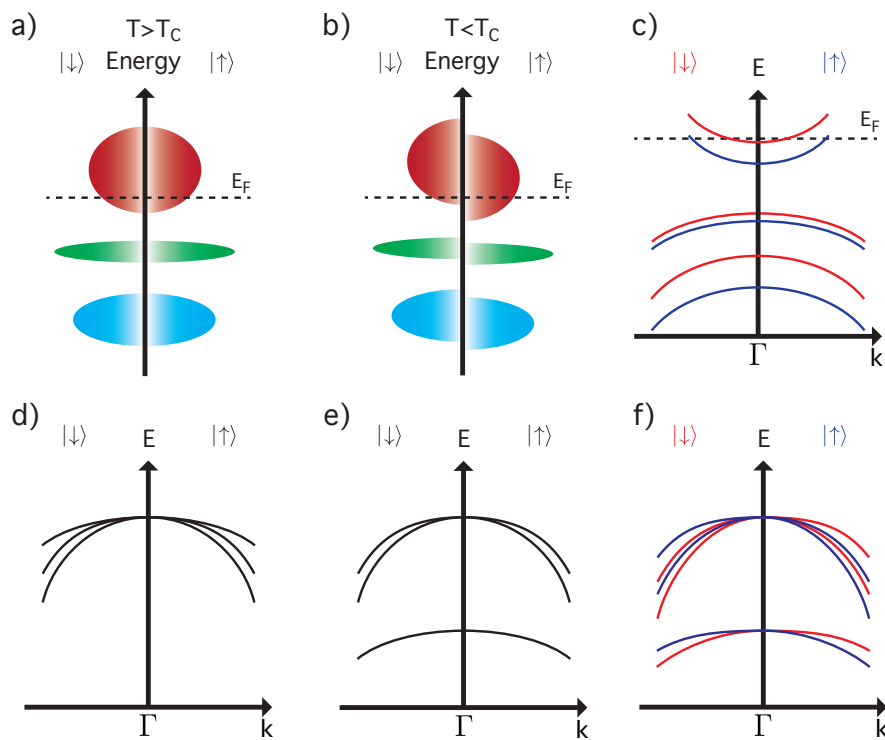 a)
T>T_C
|↓⟩ Energy |↑⟩
E_F
b)
T<T_C
|↓⟩ Energy |↑⟩
E_F
c)
|↓⟩ E |↑⟩
E_F
Γ
k
d)
|↓⟩ E |↑⟩
Γ
k
e)
|↓⟩ E |↑⟩
Γ
k
f)
|↓⟩ E |↑⟩
Γ
k